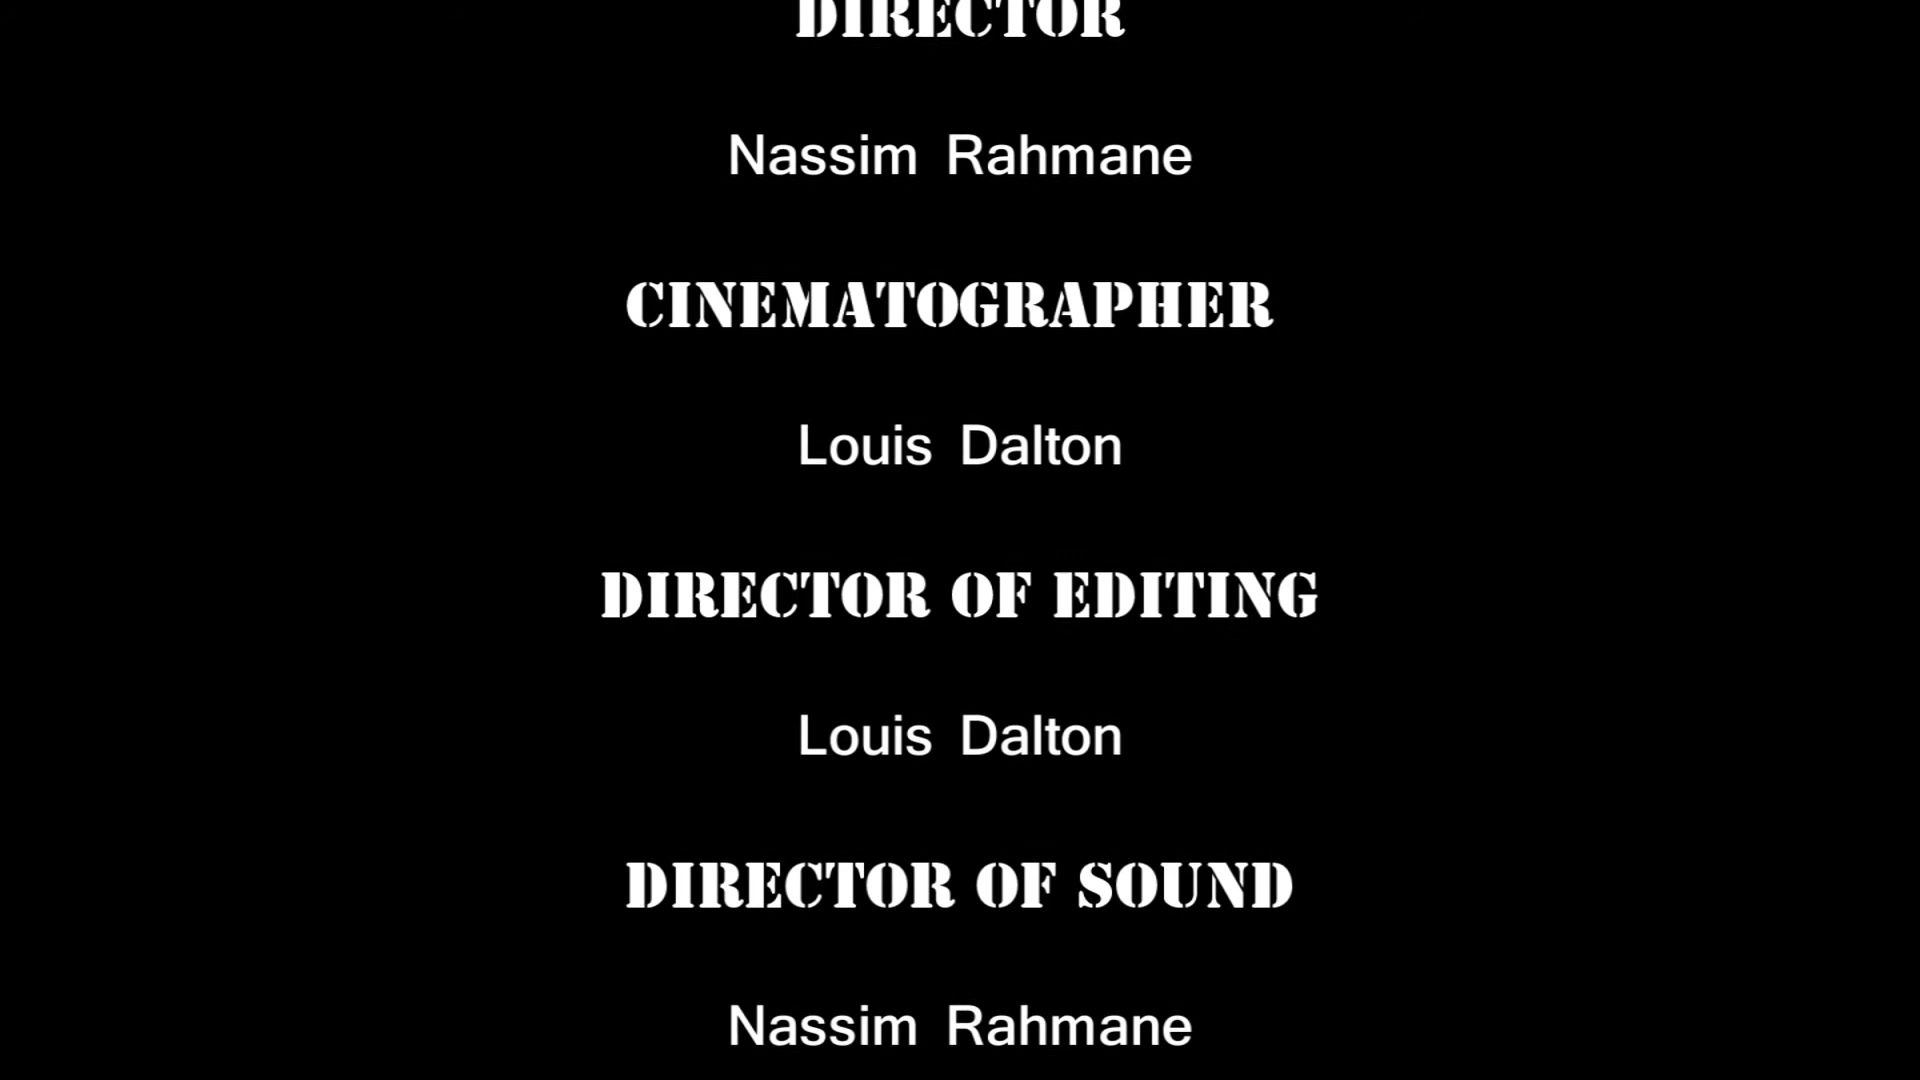 DIRECTOR
Nassim Rahmane
CINEMATOGRAPHER
Louis Dalton
DIRECTOR OF EDITING
Louis Dalton
DIRECTOR OF SOUND
Nassim Rahmane